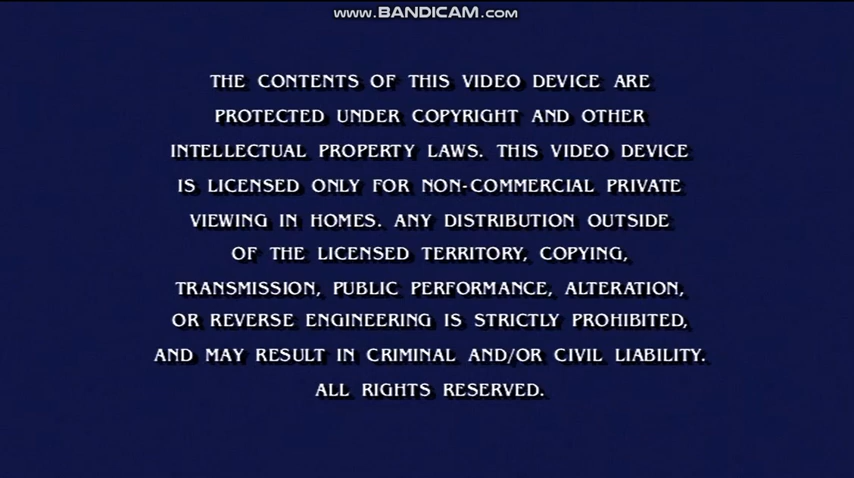 www.BANDICAM.com
THE CONTENTS OF THIS VIDEO DEVICE ARE
PROTECTED UNDER COPYRIGHT AND OTHER
INTELLECTUAL PROPERTY LAWS. THIS VIDEO DEVICE
IS LICENSED ONLY FOR NON-COMMERCIAL PRIVATE
VIEWING IN HOMES. ANY DISTRIBUTION OUTSIDE
OF THE LICENSED TERRITORY, COPYING,
TRANSMISSION, PUBLIC PERFORMANCE, ALTERATION,
OR REVERSE ENGINEERING IS STRICTLY PROHIBITED,
AND MAY RESULT IN CRIMINAL AND/OR CIVIL LIABILITY.
ALL RIGHTS RESERVED.